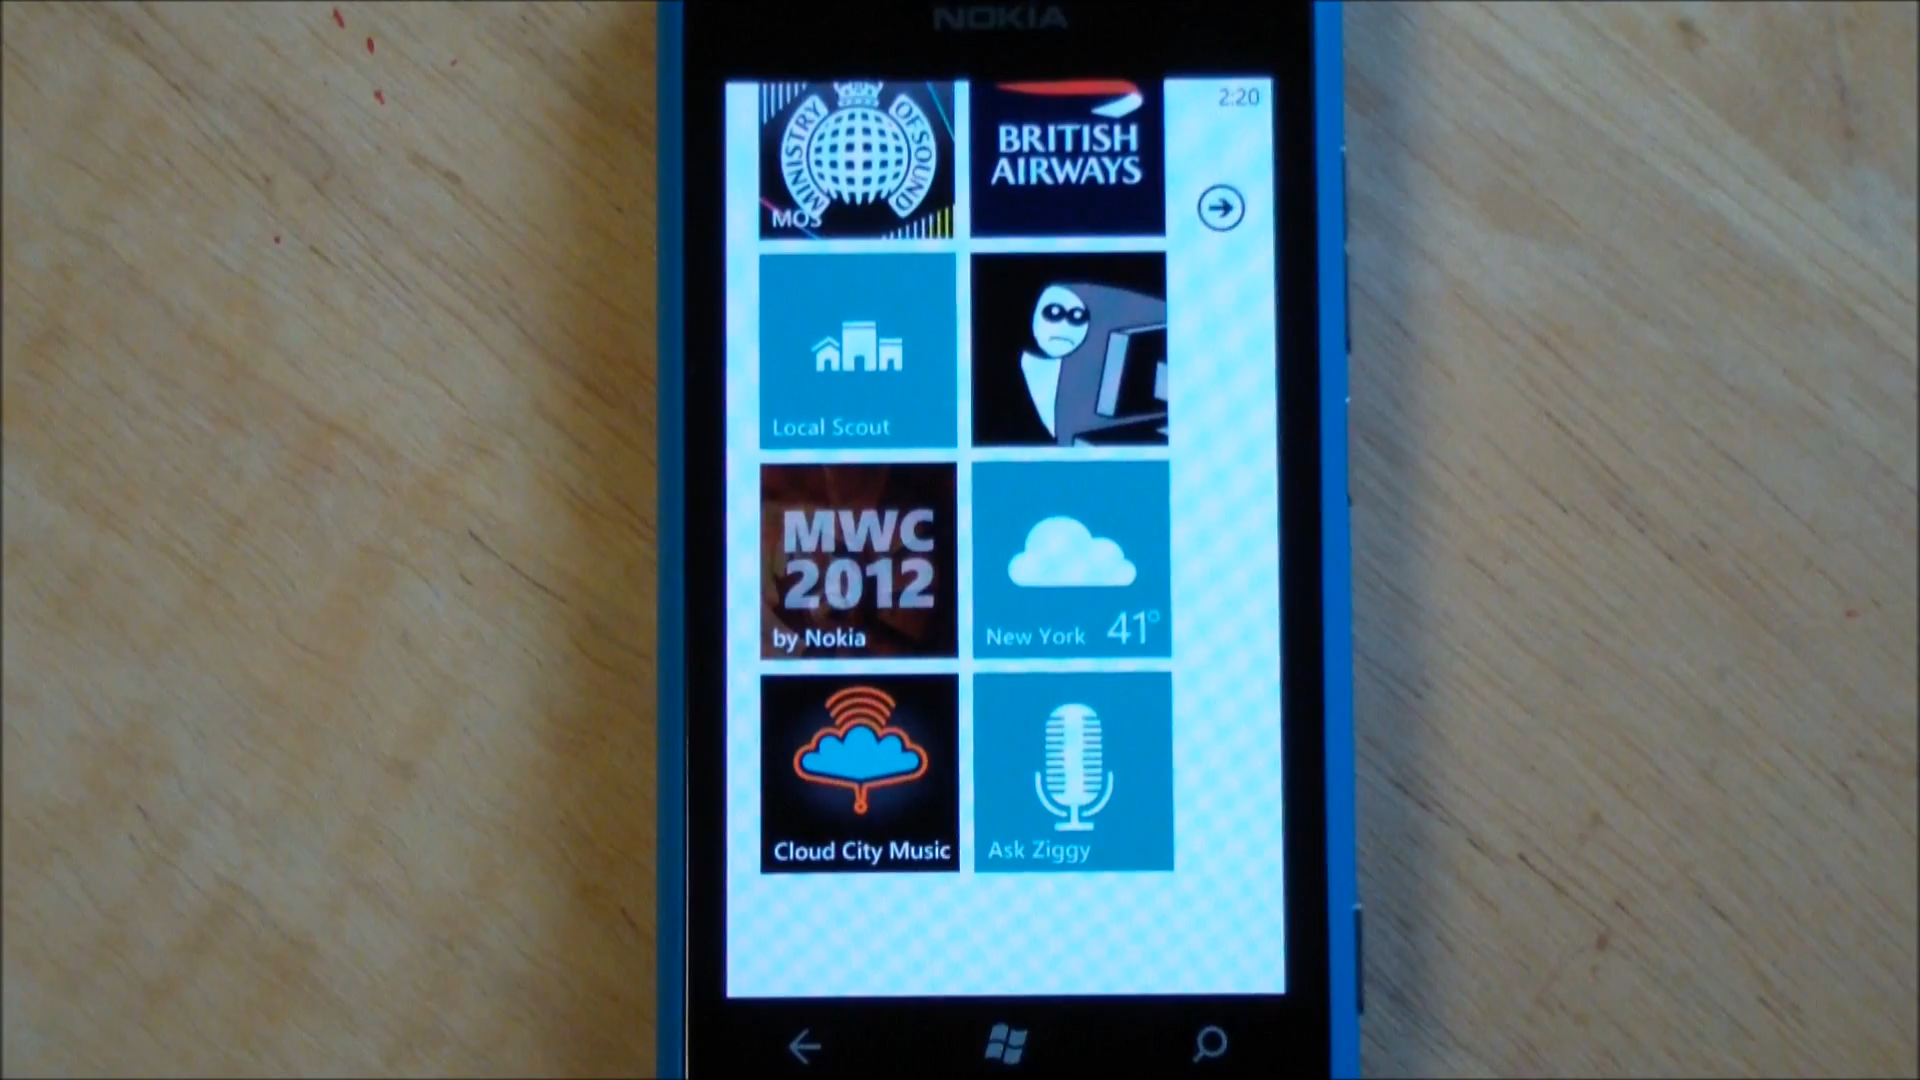 NOKIA
2:20
MINISTRY OF SOUND
MOS
BRITISH
AIRWAYS
Local Scout
MWC
2012
by Nokia
New York 41°
Cloud City Music
Ask Ziggy